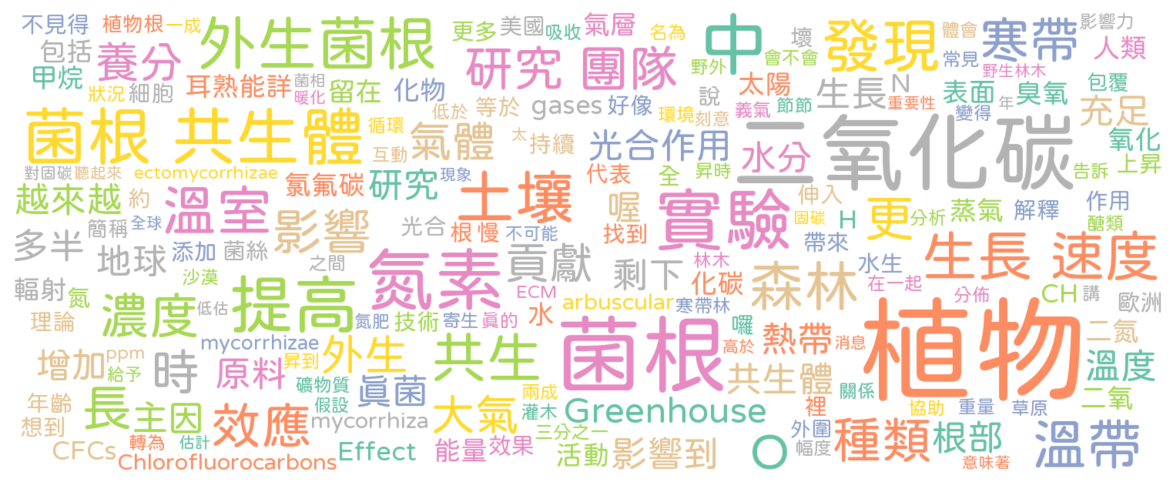 不見得 植物根 一成 外生菌根 更多 美國 吸收 氣層 名為 中 壞 會不會 發現 體會 常見 寒帶 影響力 人類
包括 養分 研究 團隊 野外 野生林木 包覆
甲烷 狀況 細胞 耳熟能詳 菌相 暖化 留在 化物 太陽 節節 說 生長 N 重要性 表面 臭氧 充足
菌根 共生體 循環 低於 等於 gases 好像 環境 刻意 義氣 二氧化碳 變得 年
互動 氣體 太 持續 光合作用 水分 氧化 上昇
對固碳 聽起來 ectomycorrhizae 氯氟碳 研究 現象 代表 全 昇時 伸入 告訴
越來越 約 溫室 土壤 實驗 固碳 更 作用 醣類
簡稱 全球 影響 光合 根 慢 不可能 喔 找到 H 分析 蒸氣 解釋
多半 地球 添加 菌絲 氮素 貢獻 剩下 林木 帶來 水生 生長 速度
輻射 氮 沙漠 低估 之間 提高 ECM arbuscular 寒帶林 化碳 森林 在一起 分佈 CH 講 歐洲
理論 濃度 氮肥 技術 寄生 真的 水 菌根 囉 高於 熱帶 消息 植物 二氮
增加 ppm 給予 時 mycorrhizae 昇到 外生 共生 共生體 關係 溫度
原料 礦物質 真菌 兩成 二氧
年齡 想到 長 主因 效應 假設 mycorrhiza 大氣 灌木 Greenhouse 裡 協助 重量 草原
CFCs 轉為 估計 Effect 能量 效果 三分之一 活動 影響到 O 外圍 幅度 種類 根部 意味著 溫帶
Chlorofluorocarbons